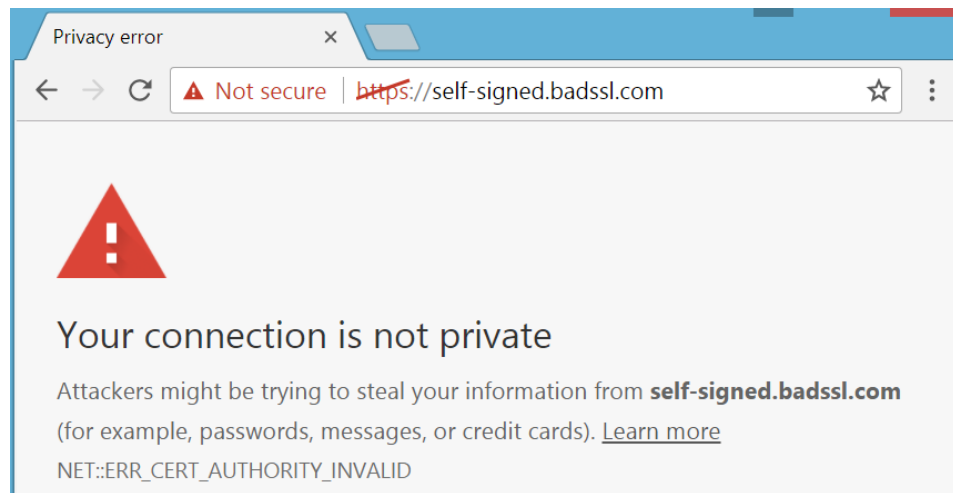 Privacy error
Not secure https://self-signed.badssl.com
Your connection is not private
Attackers might be trying to steal your information from self-signed.badssl.com
(for example, passwords, messages, or credit cards). Learn more
NET::ERR_CERT_AUTHORITY_INVALID